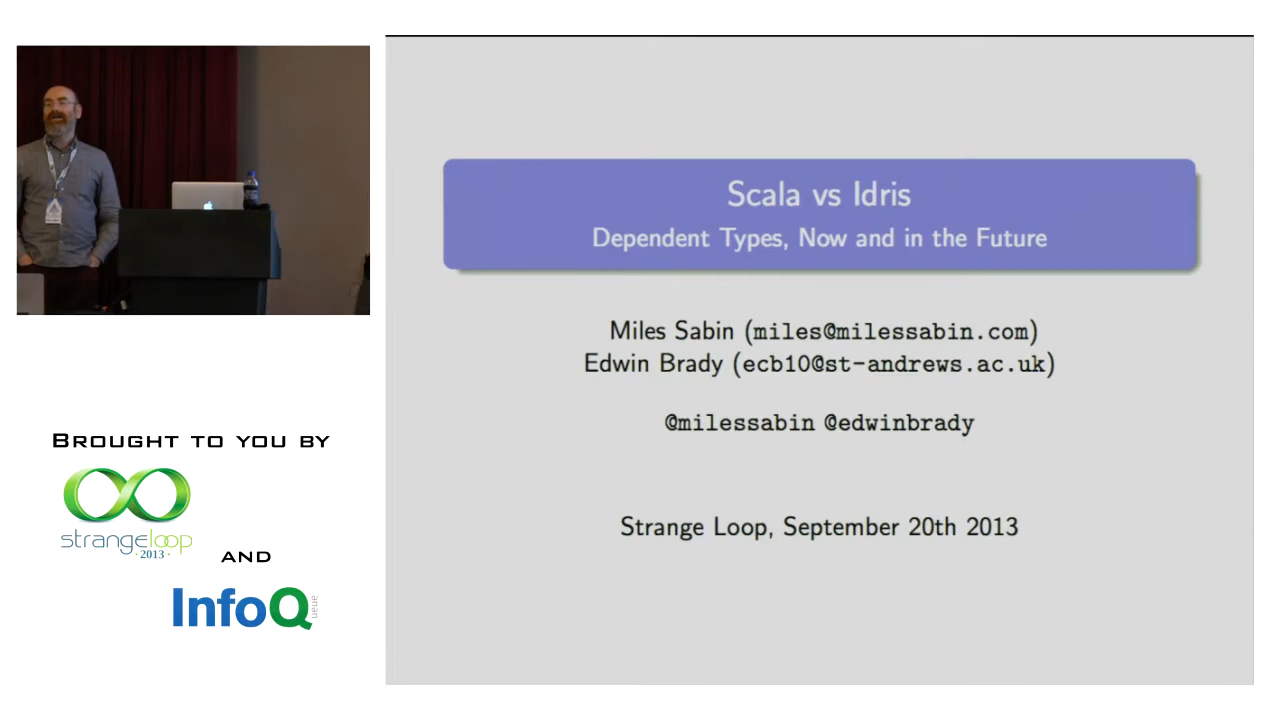 Scala vs Idris
Dependent Types, Now and in the Future
Miles Sabin (miles@milessabin.com)
Edwin Brady (ecb10@st-andrews.ac.uk)
@milessabin @edwinbrady
Strange Loop, September 20th 2013
BROUGHT TO YOU BY
strangeloop
· 2013 ·
AND
InfoQ